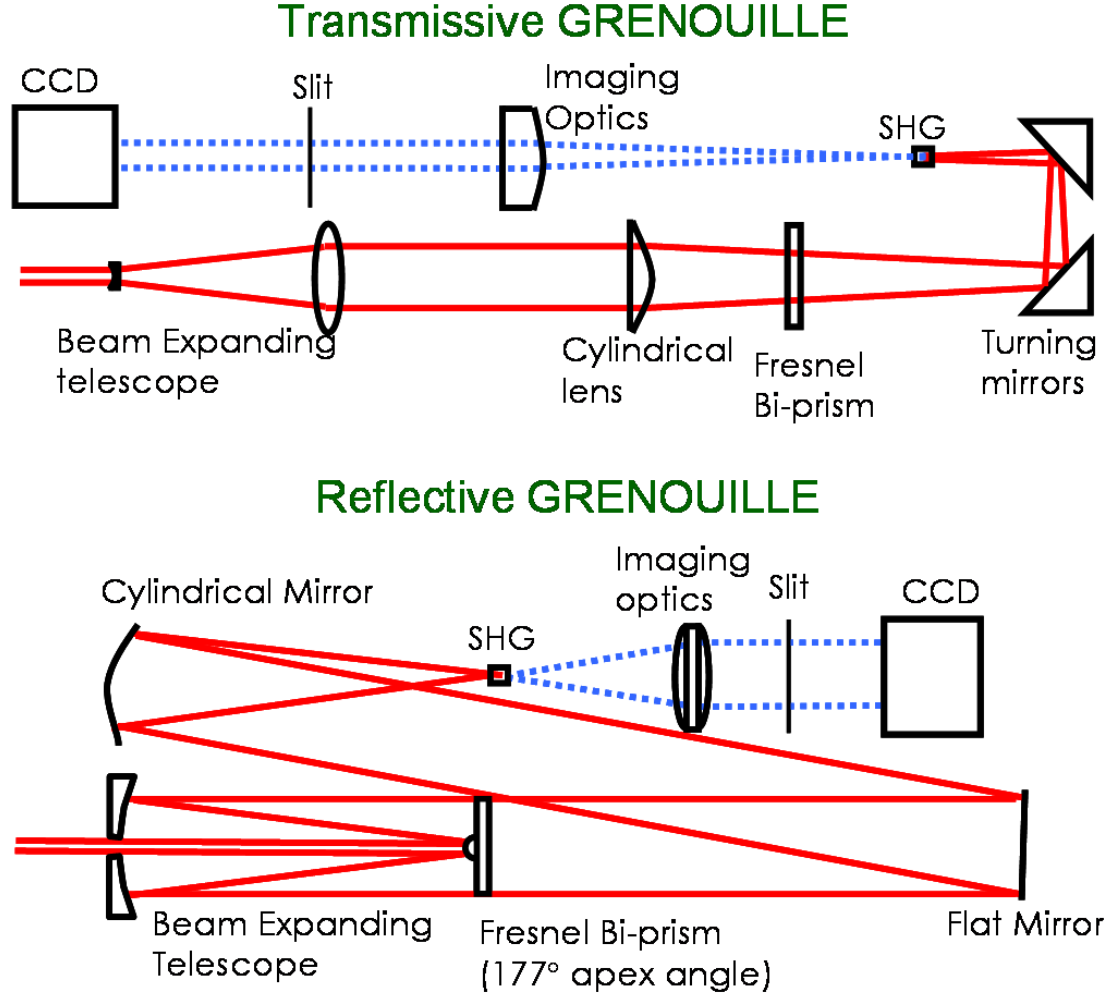 Transmissive GRENOUILLE
CCD
Slit
Imaging
Optics
SHG
Beam Expanding
telescope
Cylindrical
lens
Fresnel
Bi-prism
Turning
mirrors
Reflective GRENOUILLE
Cylindrical Mirror
SHG
Imaging
optics
Slit
CCD
Beam Expanding
Telescope
Fresnel Bi-prism
(177° apex angle)
Flat Mirror